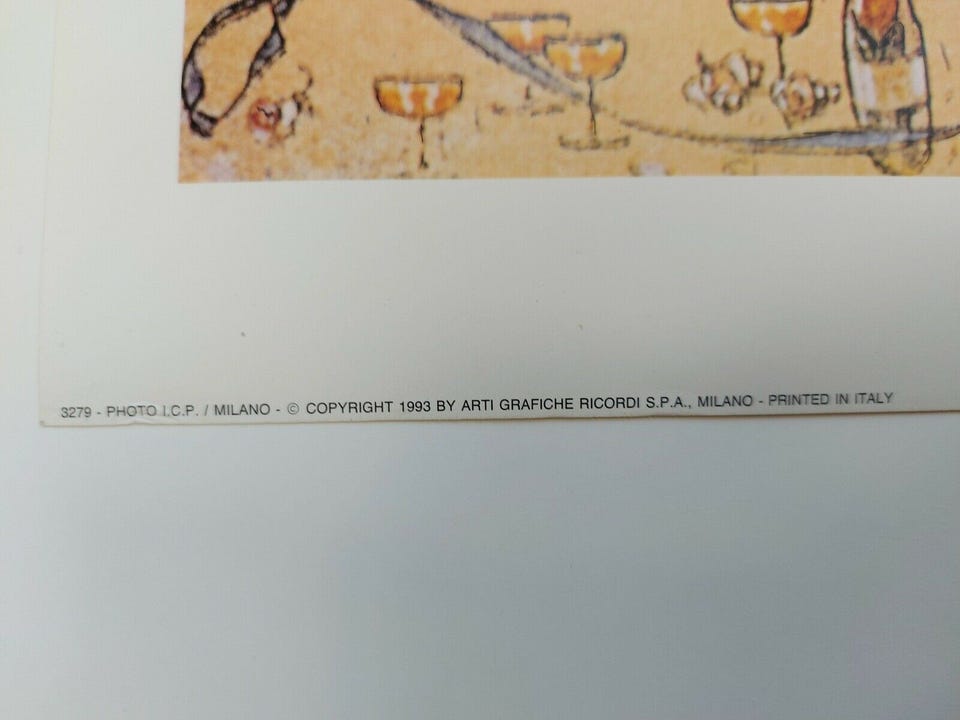 3279 - PHOTO I.C.P. / MILANO - © COPYRIGHT 1993 BY ARTI GRAFICHE RICORDI S.P.A., MILANO - PRINTED IN ITALY